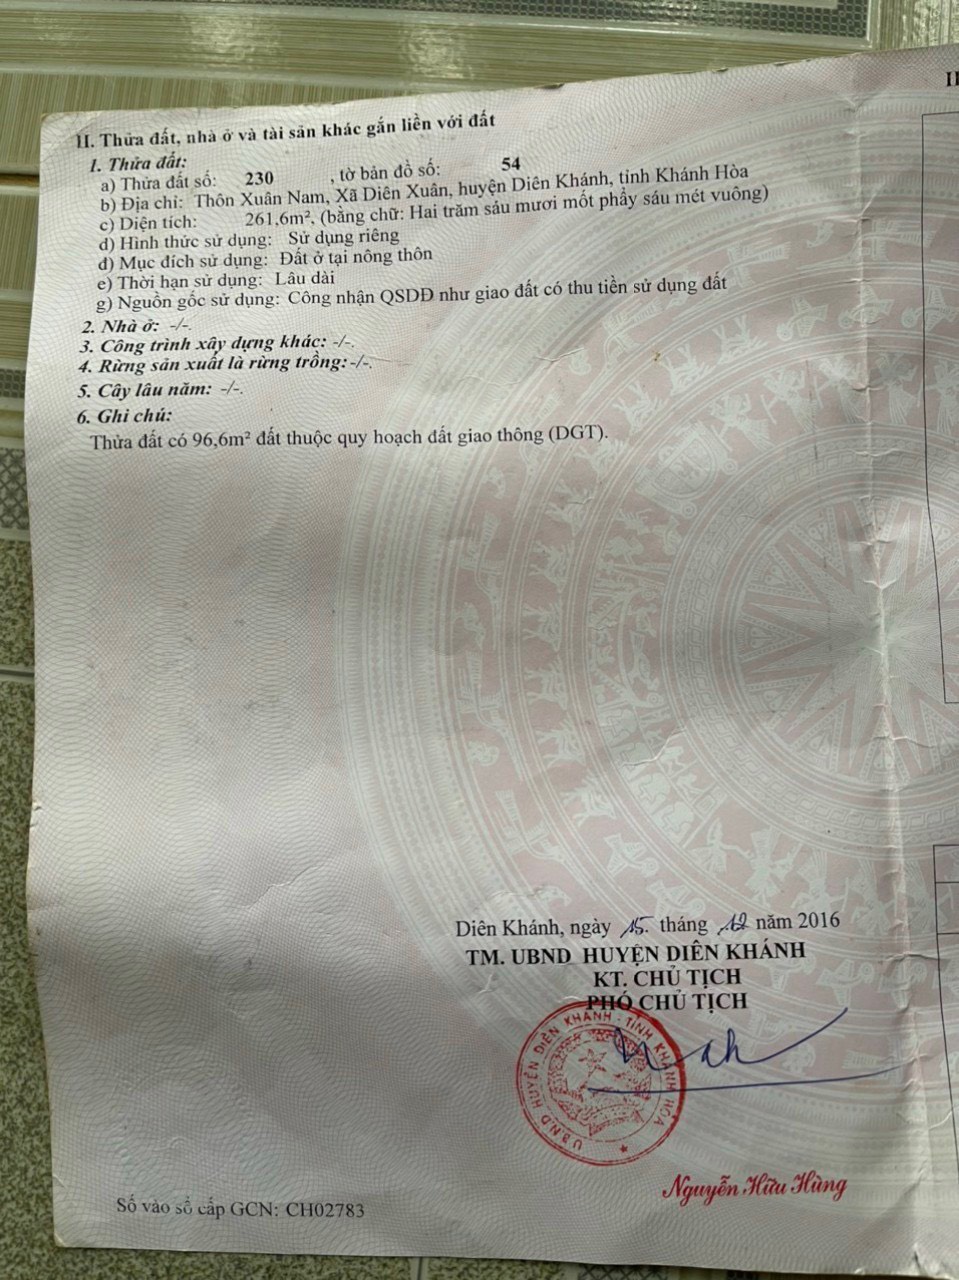 II. Thửa đất, nhà ở và tài sản khác gắn liền với đất
1. Thửa đất:
a) Thửa đất số: 230 , tờ bản đồ số: 54
b) Địa chỉ: Thôn Xuân Nam, Xã Diên Xuân, huyện Diên Khánh, tỉnh Khánh Hòa
c) Diện tích: 261,6m², (bằng chữ: Hai trăm sáu mươi mốt phẩy sáu mét vuông)
d) Hình thức sử dụng: Sử dụng riêng
đ) Mục đích sử dụng: Đất ở tại nông thôn
e) Thời hạn sử dụng: Lâu dài
g) Nguồn gốc sử dụng: Công nhận QSDĐ như giao đất có thu tiền sử dụng đất
2. Nhà ở: -/-.
3. Công trình xây dựng khác: -/-.
4. Rừng sản xuất là rừng trồng: -/-.
5. Cây lâu năm: -/-.
6. Ghi chú:
Thửa đất có 96,6m² đất thuộc quy hoạch đất giao thông (DGT).
Diên Khánh, ngày 15 tháng 12 năm 2016
TM. UBND HUYỆN DIÊN KHÁNH
KT. CHỦ TỊCH
PHÓ CHỦ TỊCH
U.B.N.D HUYỆN DIÊN KHÁNH - TỈNH KHÁNH HÒA
Nguyễn Hữu Hùng
Số vào sổ cấp GCN: CH02783